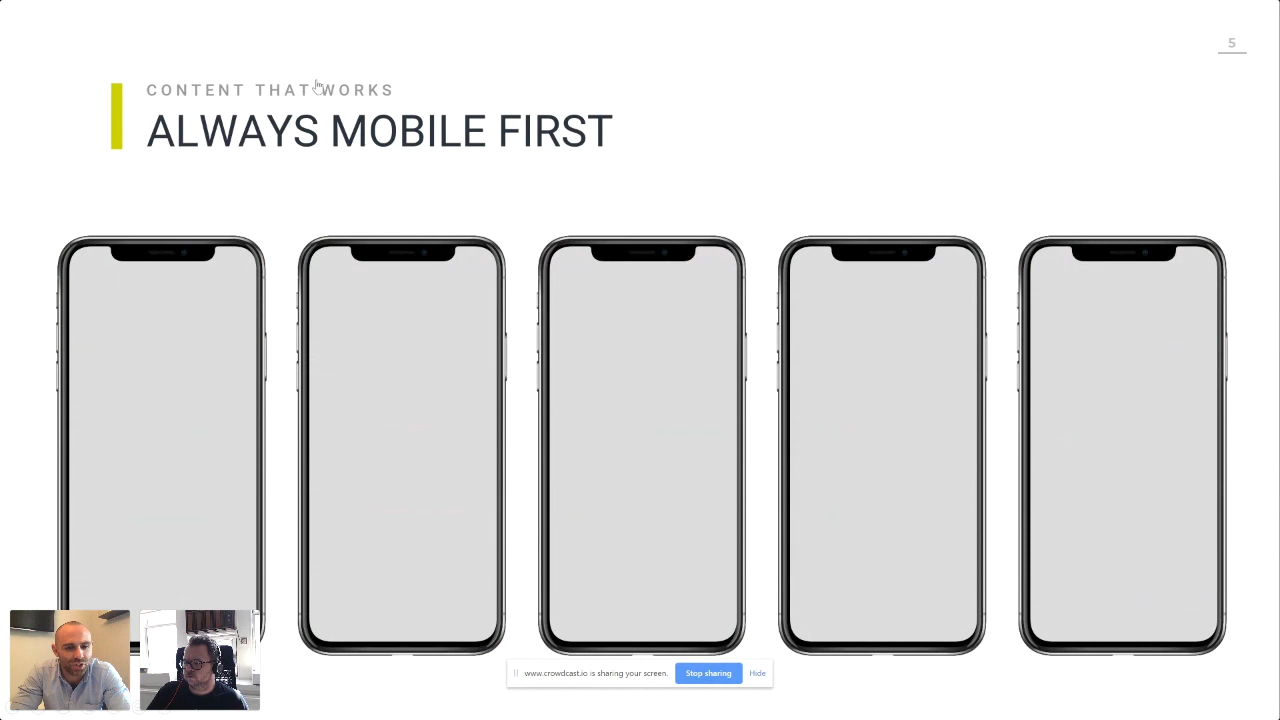 5
CONTENT THAT WORKS
ALWAYS MOBILE FIRST
www.crowdcast.io is sharing your screen. Stop sharing Hide